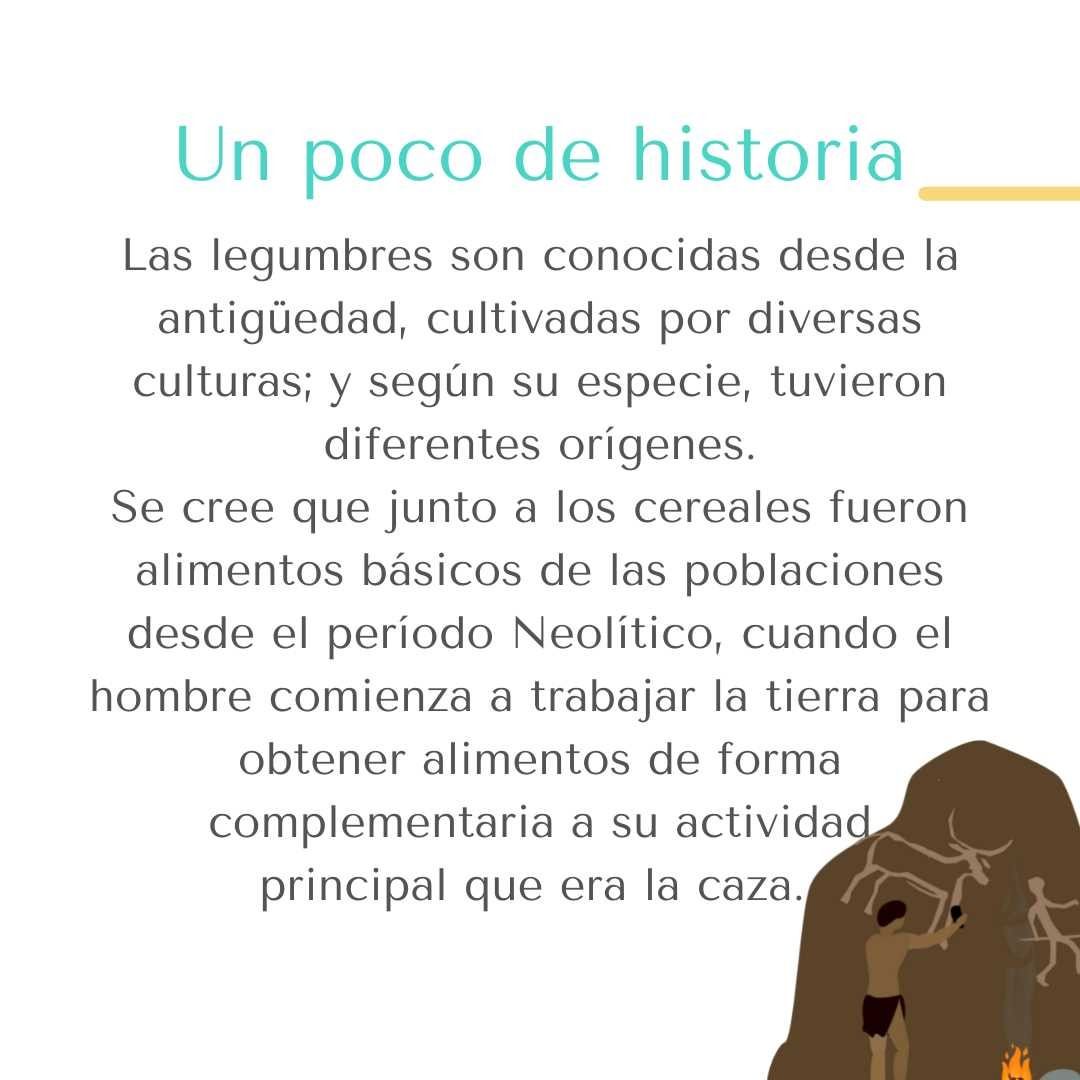 Un poco de historia
Las legumbres son conocidas desde la
antigüedad, cultivadas por diversas
culturas; y según su especie, tuvieron
diferentes orígenes.
Se cree que junto a los cereales fueron
alimentos básicos de las poblaciones
desde el período Neolítico, cuando el
hombre comienza a trabajar la tierra para
obtener alimentos de forma
complementaria a su actividad
principal que era la caza.